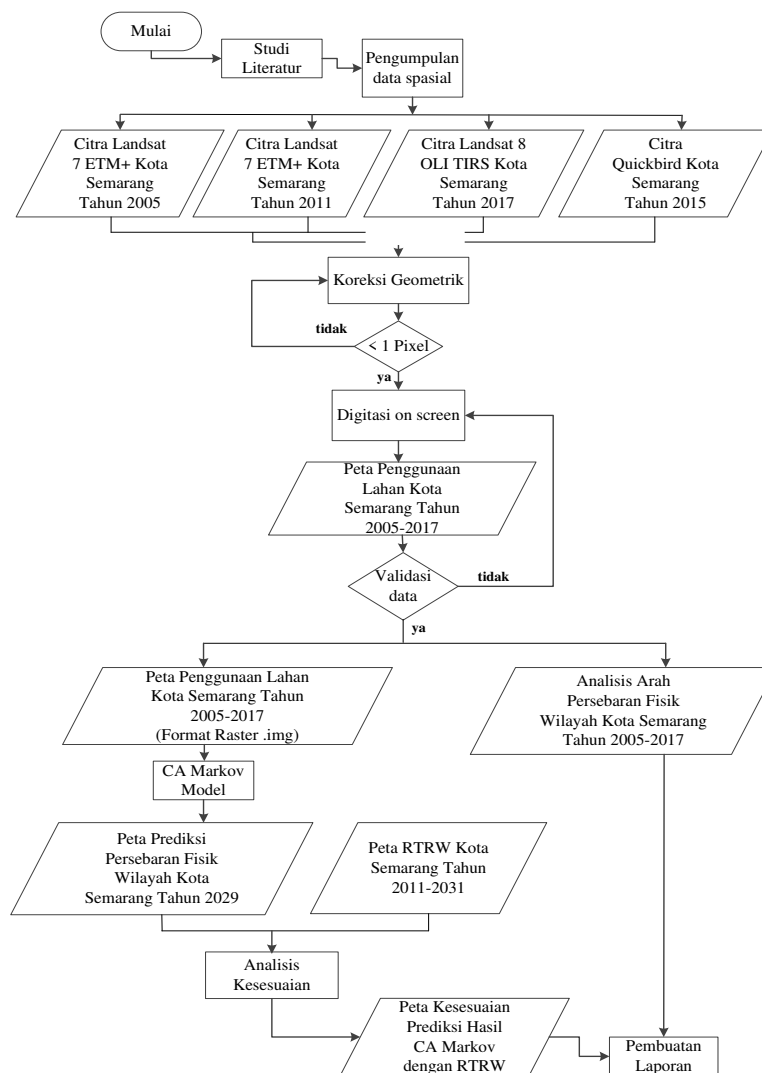 Mulai
Studi
Literatur
Pengumpulan
data spasial
Citra Landsat
7 ETM+ Kota
Semarang
Tahun 2005
Citra Landsat
7 ETM+ Kota
Semarang
Tahun 2011
Citra Landsat 8
OLI TIRS Kota
Semarang
Tahun 2017
Citra
Quickbird Kota
Semarang
Tahun 2015
Koreksi Geometrik
tidak
< 1 Pixel
ya
Digitasi on screen
Peta Penggunaan
Lahan Kota
Semarang Tahun
2005-2017
Validasi
data
tidak
ya
Peta Penggunaan Lahan
Kota Semarang Tahun
2005-2017
(Format Raster .img)
Analisis Arah
Persebaran Fisik
Wilayah Kota Semarang
Tahun 2005-2017
CA Markov
Model
Peta Prediksi
Persebaran Fisik
Wilayah Kota
Semarang Tahun 2029
Peta RTRW Kota
Semarang Tahun
2011-2031
Analisis
Kesesuaian
Peta Kesesuaian
Prediksi Hasil
CA Markov
dengan RTRW
Pembuatan
Laporan